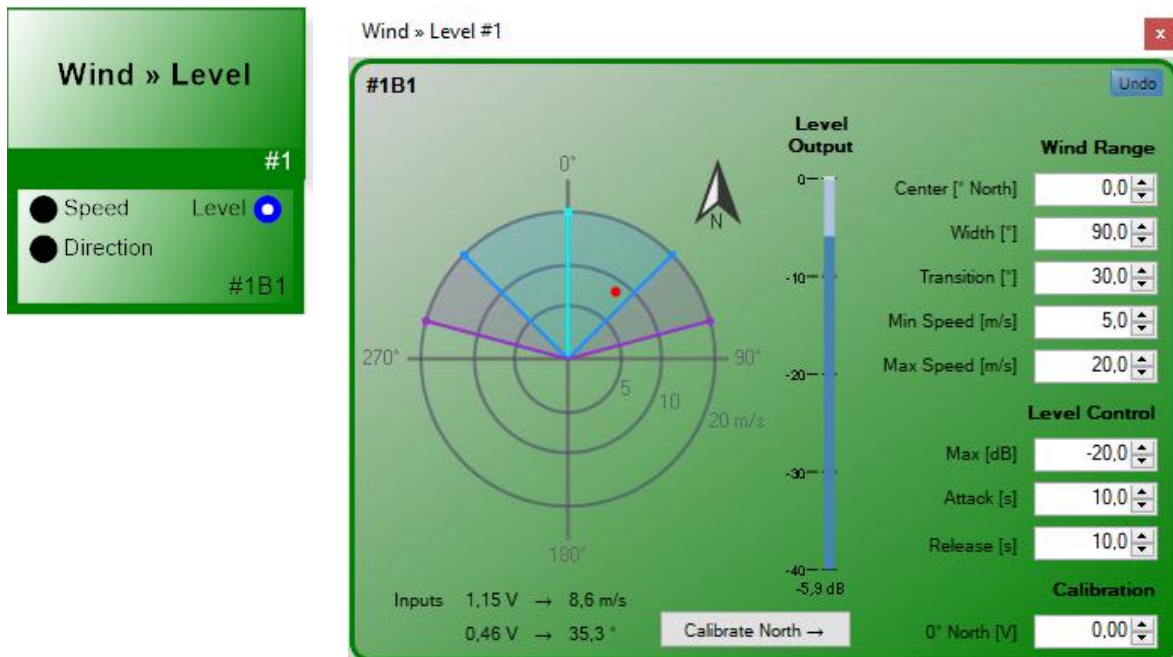 Wind » Level
#1
Speed Level
Direction
#1B1
Wind » Level #1
x
#1B1
Undo
Level
Output
Wind Range
0°
N
270°
90°
5
10
20 m/s
180°
0
-10
-20
-30
-40
-5,9 dB
Center [° North] 0,0
Width [°] 90,0
Transition [°] 30,0
Min Speed [m/s] 5,0
Max Speed [m/s] 20,0
Level Control
Max [dB] -20,0
Attack [s] 10,0
Release [s] 10,0
Calibration
Inputs 1,15 V → 8,6 m/s
0,46 V → 35,3 °
Calibrate North →
0° North [V] 0,00